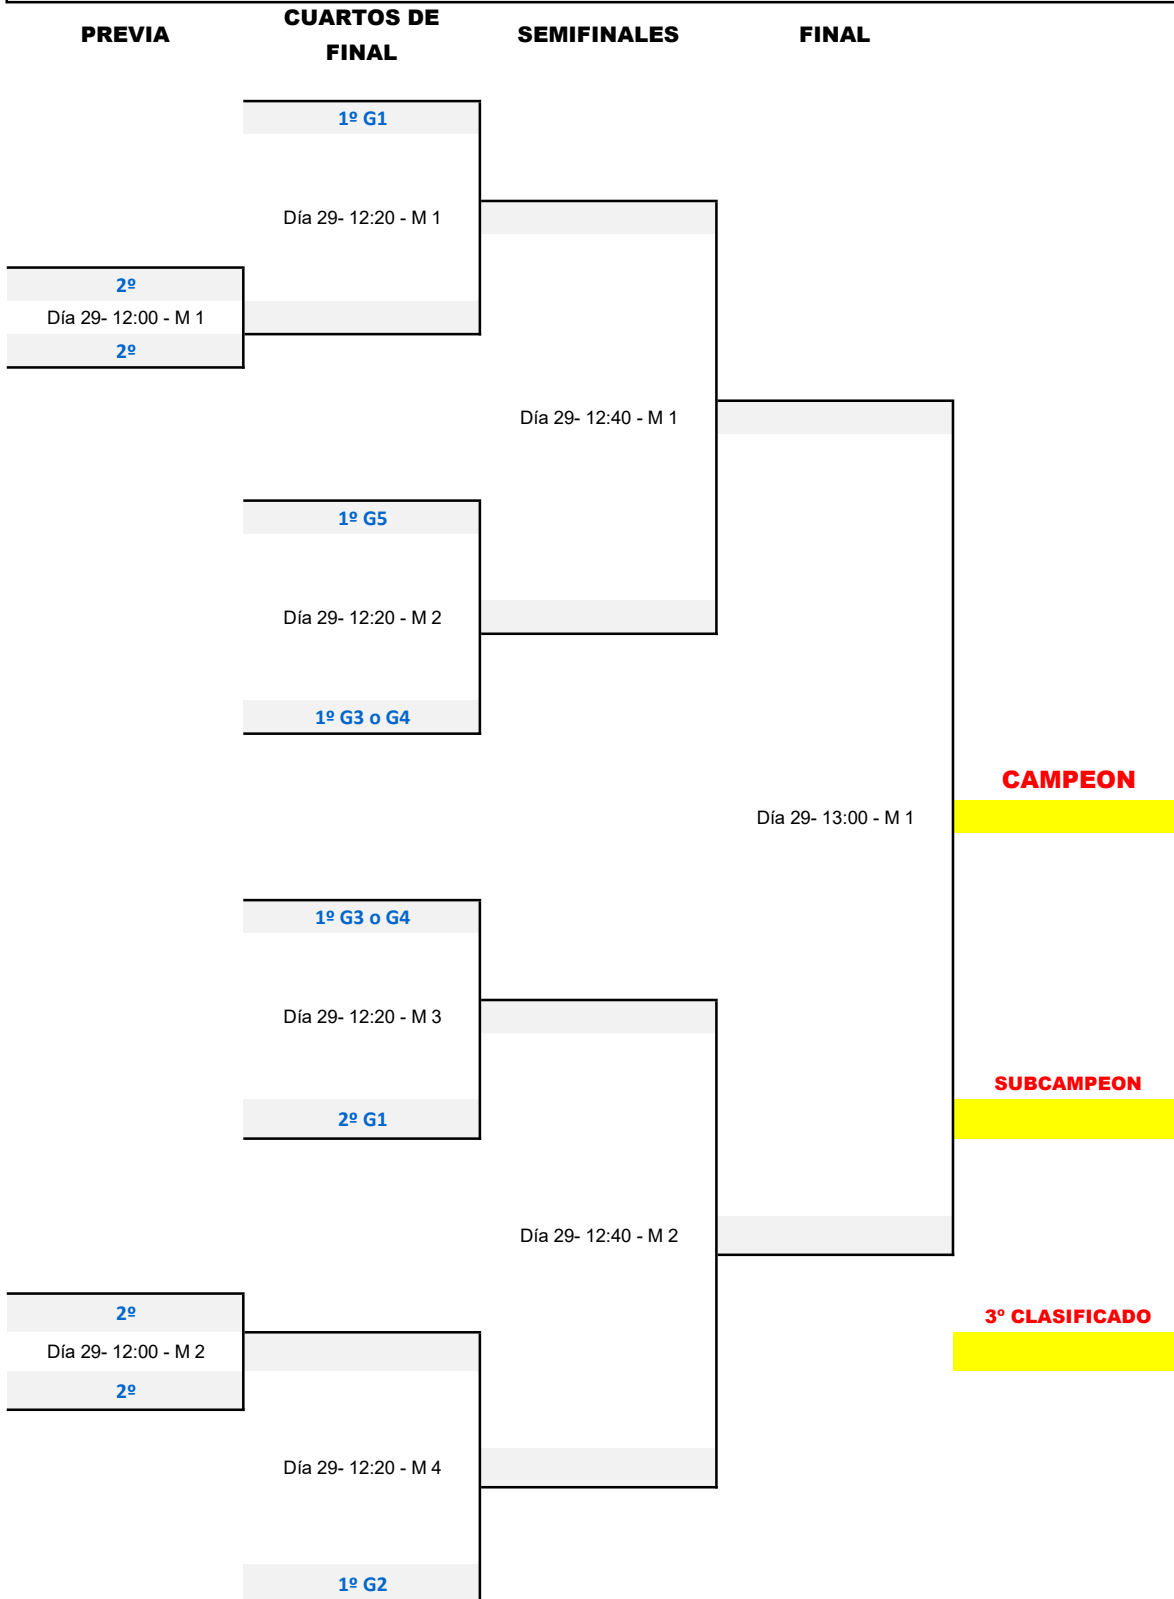 PREVIA
CUARTOS DE
FINAL
SEMIFINALES
FINAL
1º G1
Día 29- 12:20 - M 1
2º
Día 29- 12:00 - M 1
2º
Día 29- 12:40 - M 1
1º G5
Día 29- 12:20 - M 2
1º G3 o G4
CAMPEON
Día 29- 13:00 - M 1
1º G3 o G4
Día 29- 12:20 - M 3
SUBCAMPEON
2º G1
Día 29- 12:40 - M 2
2º
3º CLASIFICADO
Día 29- 12:00 - M 2
2º
Día 29- 12:20 - M 4
1º G2